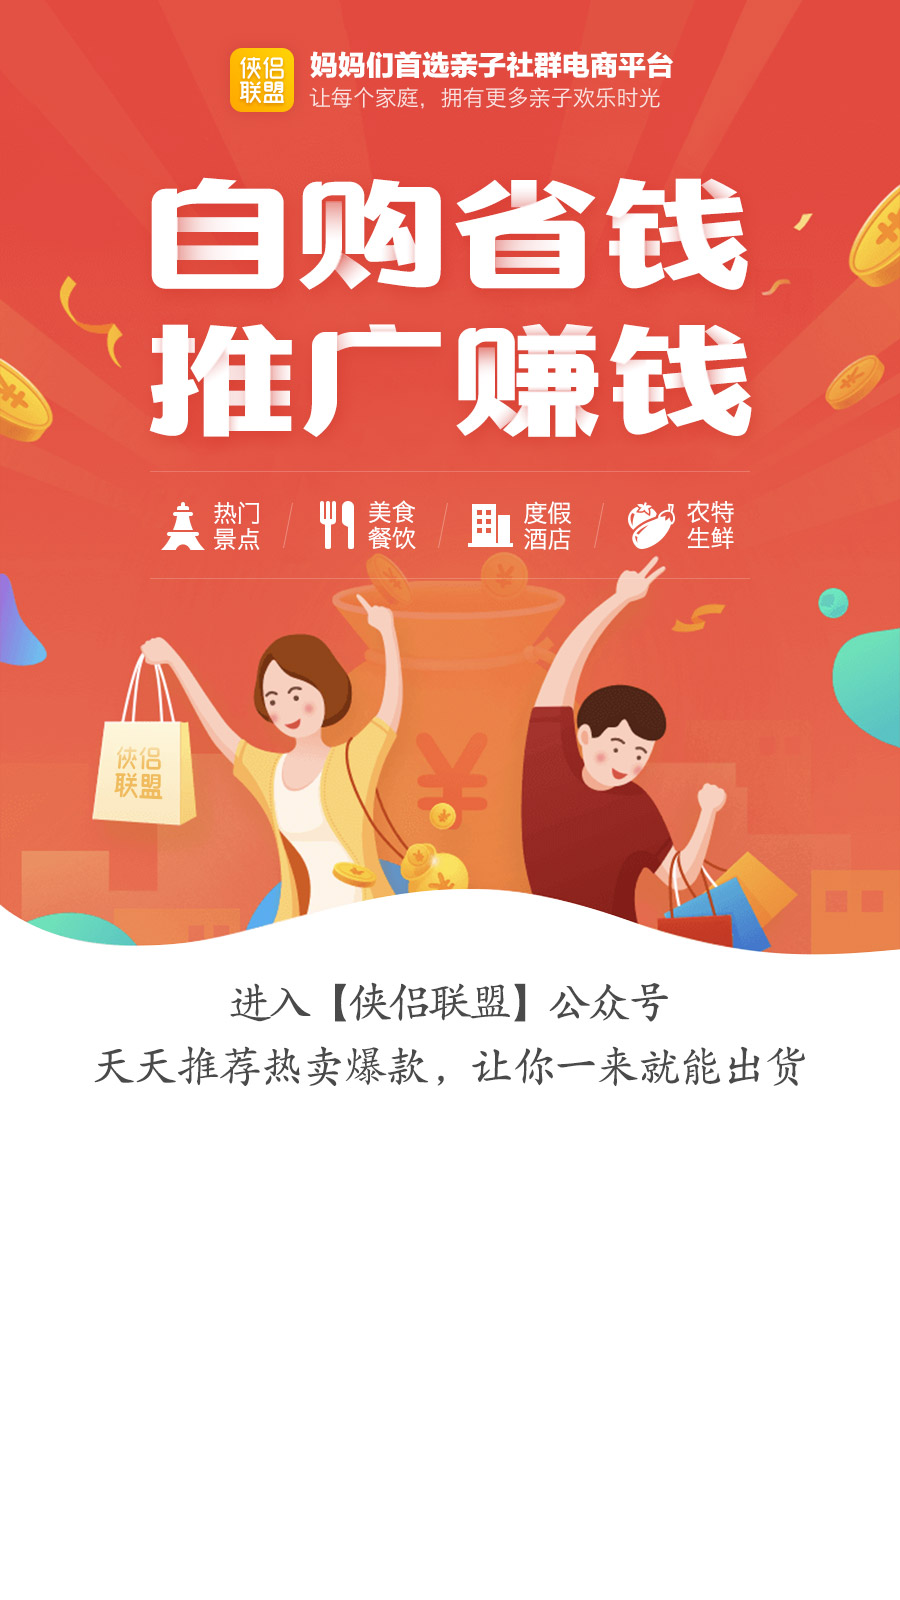 侠侣
联盟
妈妈们首选亲子社群电商平台
让每个家庭，拥有更多亲子欢乐时光
自购省钱
推广赚钱
热门
景点
美食
餐饮
度假
酒店
农特
生鲜
侠侣
联盟
进入【侠侣联盟】公众号
天天推荐热卖爆款，让你一来就能出货